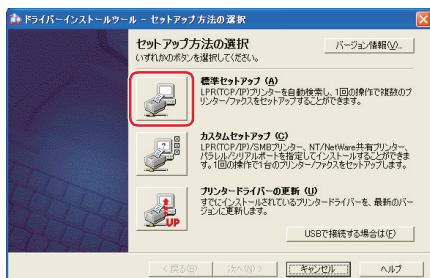 ドライバーインストールツール - セットアップ方法の選択
セットアップ方法の選択
いずれかのボタンを選択してください。
バージョン情報(V)...
標準セットアップ (A)
LPR(TCP/IP)プリンターを自動検索し、1回の操作で複数のプ
リンター/ファクスをセットアップすることができます。
カスタムセットアップ (C)
LPR(TCP/IP)/SMBプリンター、NT/NetWare共有プリンター、
パラレル/シリアルポートを指定してインストールすることができま
す。1回の操作で1台のプリンター/ファクスをセットアップします。
プリンタードライバーの更新 (U)
すでにインストールされているプリンタードライバーを、最新のバー
ジョンに更新します。
UP
USBで接続する場合は(F)
< 戻る(B)
次へ(N) >
キャンセル
ヘルプ